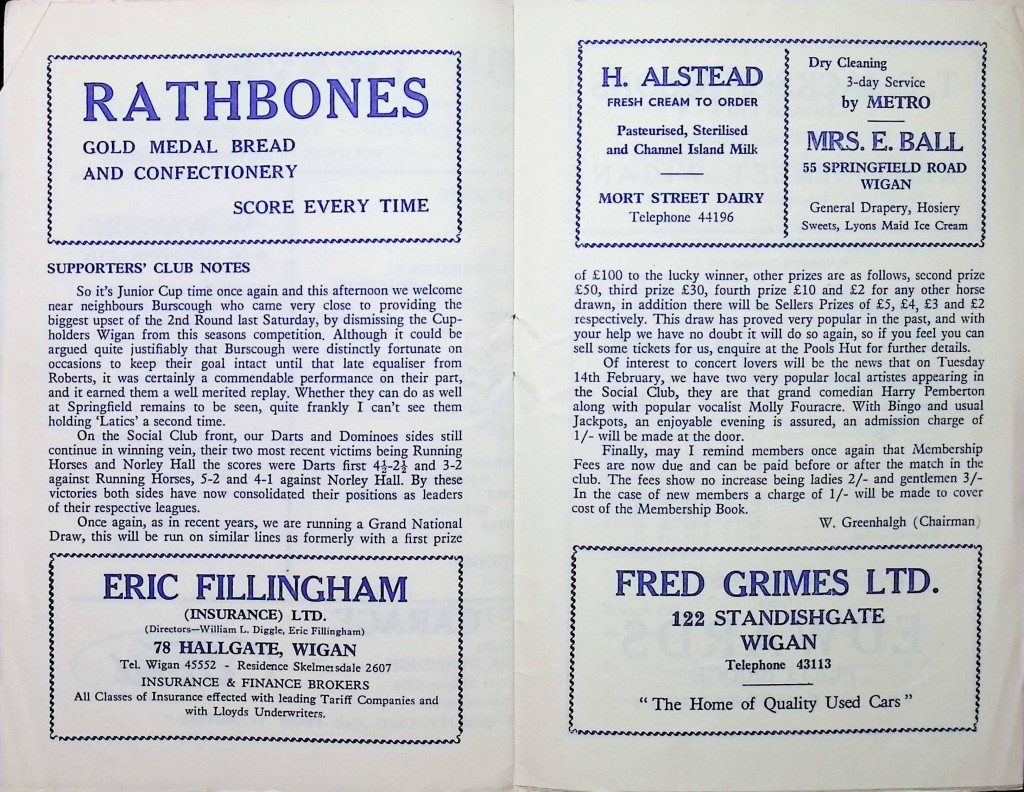 RATHBONES
GOLD MEDAL BREAD
AND CONFECTIONERY
SCORE EVERY TIME
SUPPORTERS' CLUB NOTES
So it's Junior Cup time once again and this afternoon we welcome
near neighbours Burscough who came very close to providing the
biggest upset of the 2nd Round last Saturday, by dismissing the Cup-
holders Wigan from this seasons competition. Although it could be
argued quite justifiably that Burscough were distinctly fortunate on
occasions to keep their goal intact until that late equaliser from
Roberts, it was certainly a commendable performance on their part,
and it earned them a well merited replay. Whether they can do as well
at Springfield remains to be seen, quite frankly I can't see them
holding 'Latics' a second time.
On the Social Club front, our Darts and Dominoes sides still
continue in winning vein, their two most recent victims being Running
Horses and Norley Hall the scores were Darts first 4½-2½ and 3-2
against Running Horses, 5-2 and 4-1 against Norley Hall. By these
victories both sides have now consolidated their positions as leaders
of their respective leagues.
Once again, as in recent years, we are running a Grand National
Draw, this will be run on similar lines as formerly with a first prize
ERIC FILLINGHAM
(INSURANCE) LTD.
(Directors—William L. Diggle, Eric Fillingham)
78 HALLGATE, WIGAN
Tel. Wigan 45552 - Residence Skelmersdale 2607
INSURANCE & FINANCE BROKERS
All Classes of Insurance effected with leading Tariff Companies and
with Lloyds Underwriters.
H. ALSTEAD
FRESH CREAM TO ORDER
Pasteurised, Sterilised
and Channel Island Milk
MORT STREET DAIRY
Telephone 44196
Dry Cleaning
3-day Service
by METRO
MRS. E. BALL
55 SPRINGFIELD ROAD
WIGAN
General Drapery, Hosiery
Sweets, Lyons Maid Ice Cream
of £100 to the lucky winner, other prizes are as follows, second prize
£50, third prize £30, fourth prize £10 and £2 for any other horse
drawn, in addition there will be Sellers Prizes of £5, £4, £3 and £2
respectively. This draw has proved very popular in the past, and with
your help we have no doubt it will do so again, so if you feel you can
sell some tickets for us, enquire at the Pools Hut for further details.
Of interest to concert lovers will be the news that on Tuesday
14th February, we have two very popular local artistes appearing in
the Social Club, they are that grand comedian Harry Pemberton
along with popular vocalist Molly Fouracre. With Bingo and usual
Jackpots, an enjoyable evening is assured, an admission charge of
1/- will be made at the door.
Finally, may I remind members once again that Membership
Fees are now due and can be paid before or after the match in the
club. The fees show no increase being ladies 2/- and gentlemen 3/-
In the case of new members a charge of 1/- will be made to cover
cost of the Membership Book.
W. Greenhalgh (Chairman)
FRED GRIMES LTD.
122 STANDISHGATE
WIGAN
Telephone 43113
"The Home of Quality Used Cars"